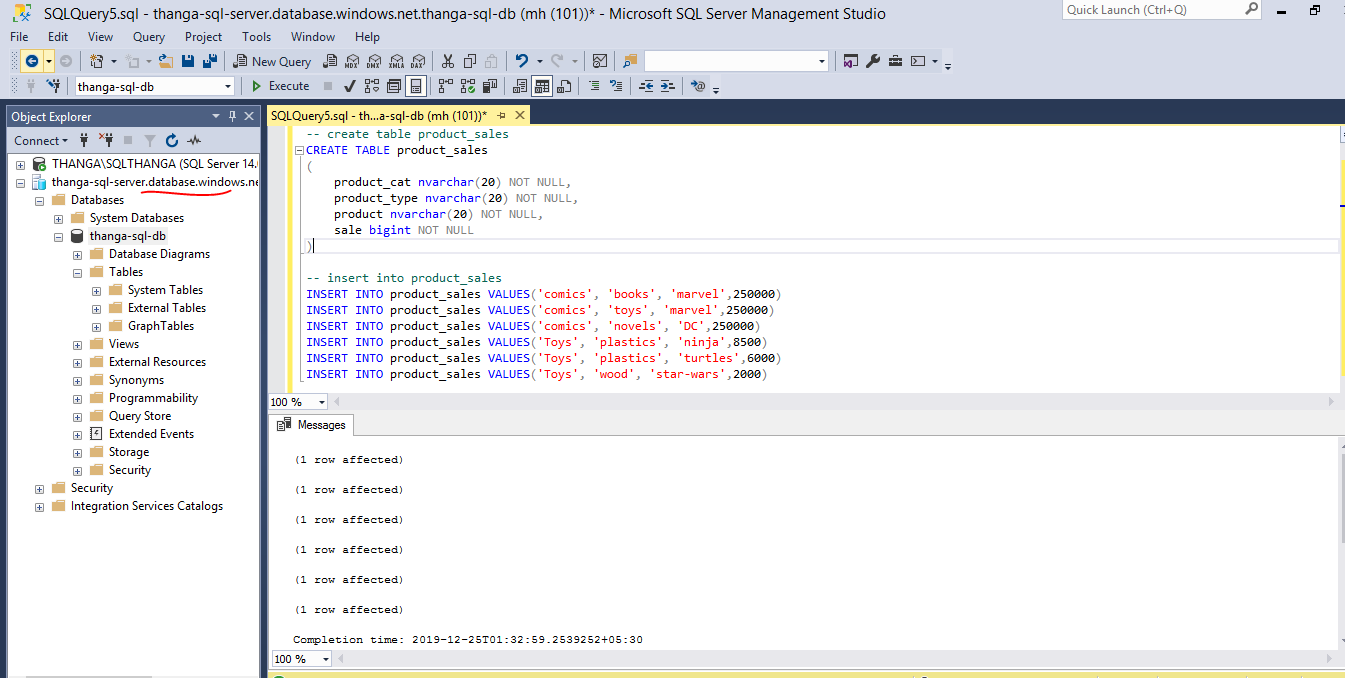 SQLQuery5.sql - thanga-sql-server.database.windows.net.thanga-sql-db (mh (101))* - Microsoft SQL Server Management Studio
Quick Launch (Ctrl+Q)
File Edit View Query Project Tools Window Help
New Query MDX DMX XMLA DAX
thanga-sql-db Execute
Object Explorer
Connect
THANGA\SQLTHANGA (SQL Server 14.
thanga-sql-server.database.windows.ne
Databases
System Databases
thanga-sql-db
Database Diagrams
Tables
System Tables
External Tables
GraphTables
Views
External Resources
Synonyms
Programmability
Query Store
Extended Events
Storage
Security
Security
Integration Services Catalogs
SQLQuery5.sql - th...a-sql-db (mh (101))*
-- create table product_sales
CREATE TABLE product_sales
(
product_cat nvarchar(20) NOT NULL,
product_type nvarchar(20) NOT NULL,
product nvarchar(20) NOT NULL,
sale bigint NOT NULL
)
-- insert into product_sales
INSERT INTO product_sales VALUES('comics', 'books', 'marvel',250000)
INSERT INTO product_sales VALUES('comics', 'toys', 'marvel',250000)
INSERT INTO product_sales VALUES('comics', 'novels', 'DC',250000)
INSERT INTO product_sales VALUES('Toys', 'plastics', 'ninja',8500)
INSERT INTO product_sales VALUES('Toys', 'plastics', 'turtles',6000)
INSERT INTO product_sales VALUES('Toys', 'wood', 'star-wars',2000)
100 %
Messages
(1 row affected)
(1 row affected)
(1 row affected)
(1 row affected)
(1 row affected)
(1 row affected)
Completion time: 2019-12-25T01:32:59.2539252+05:30
100 %